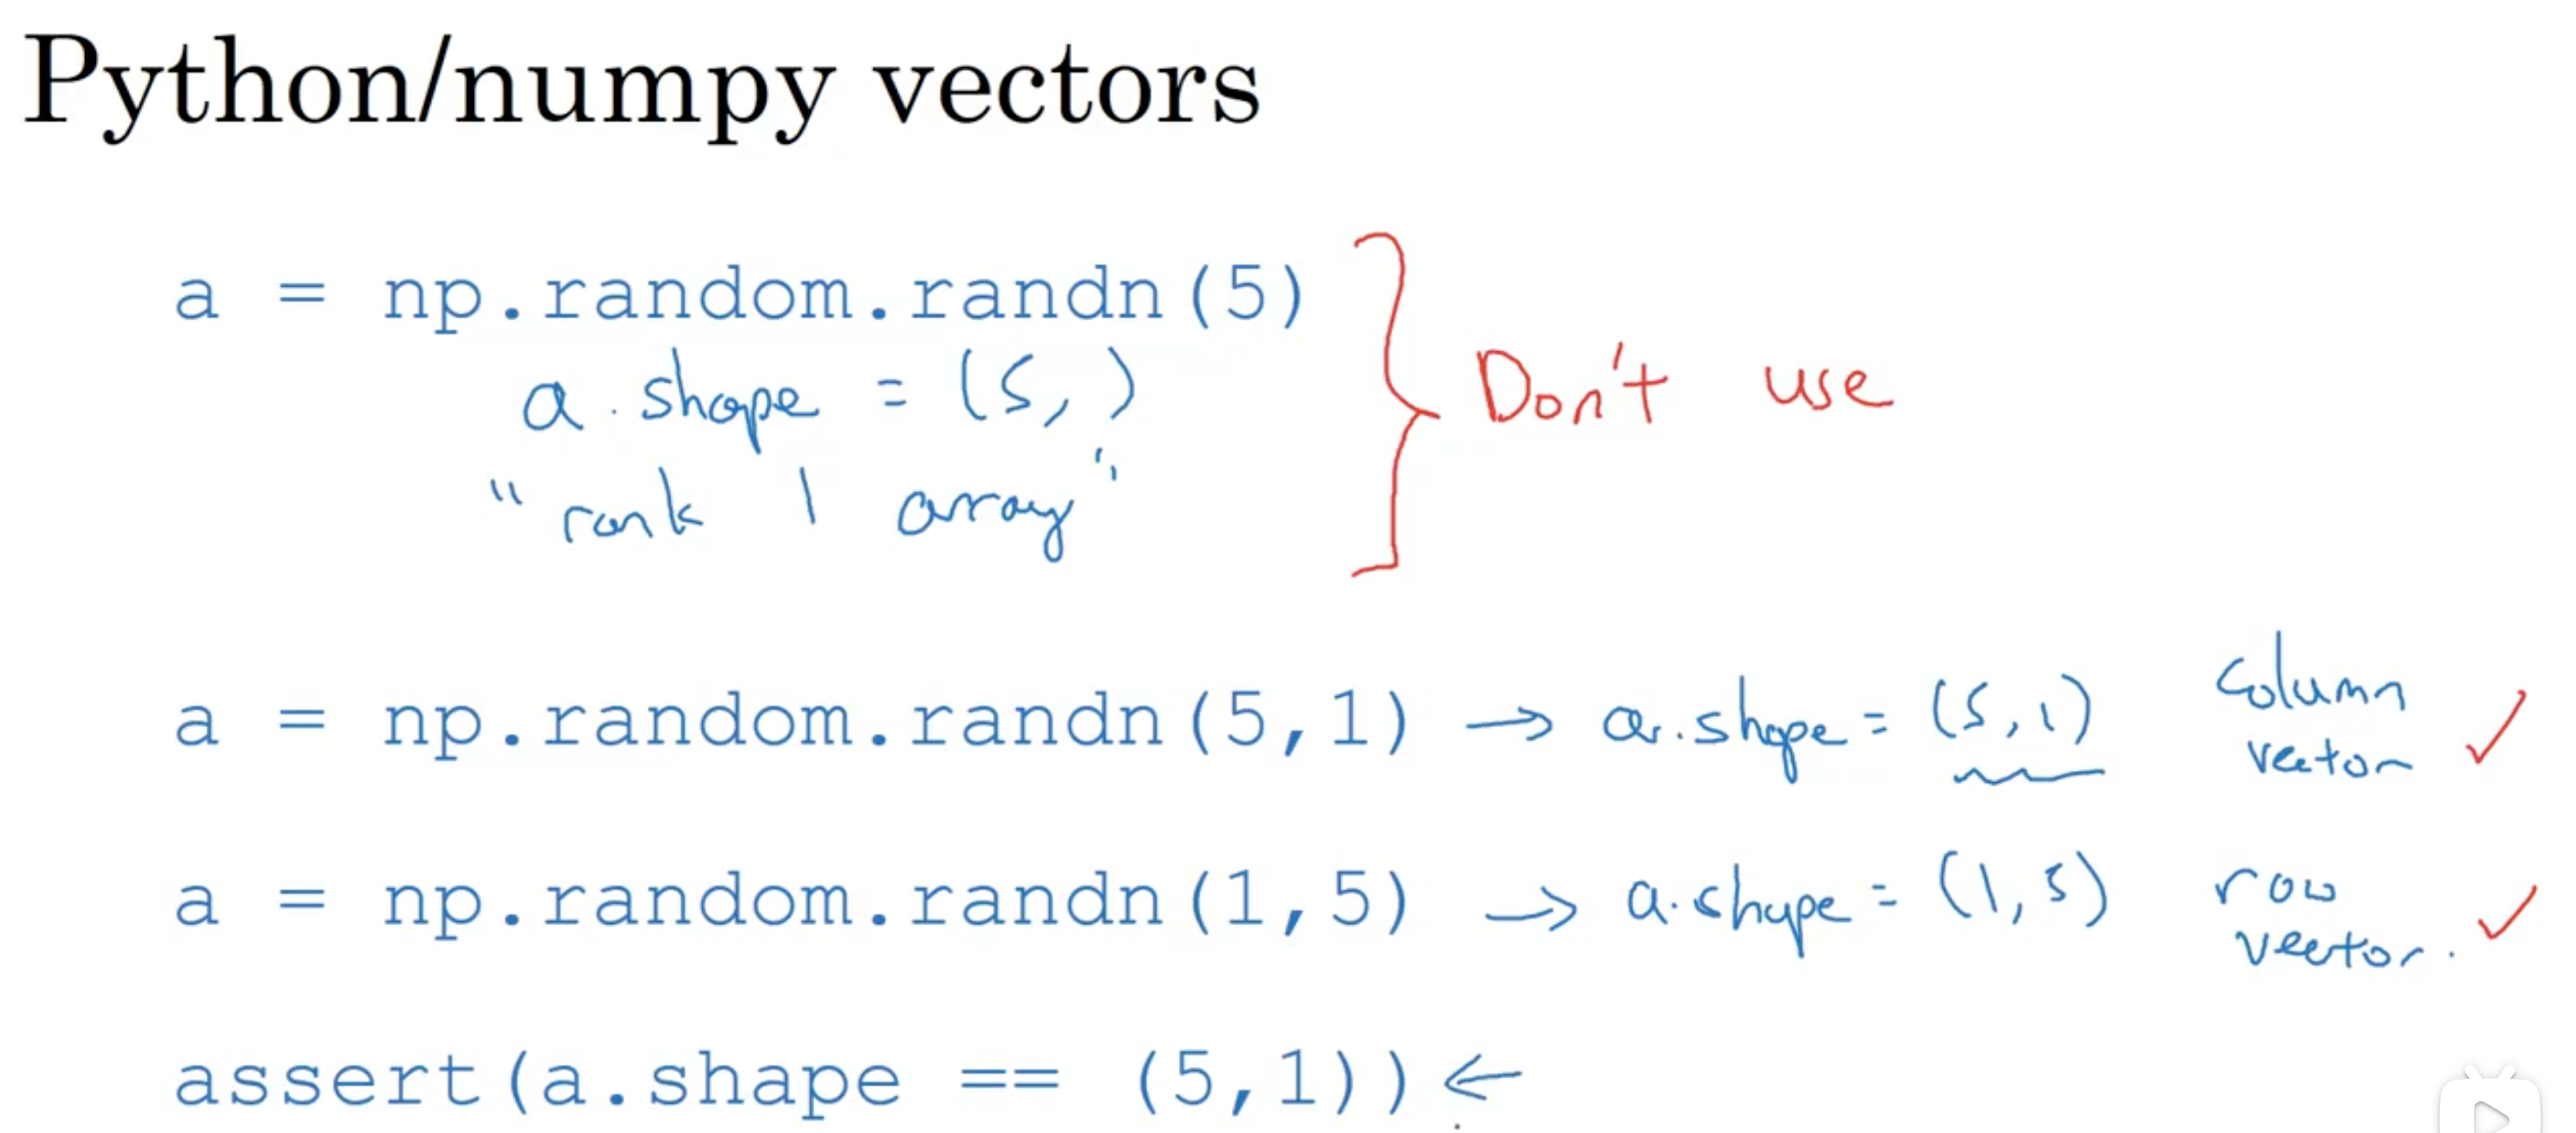 Python/numpy vectors
a = np.random.randn(5)
a.shape = (5,)
"rank 1 array"
Don't use
a = np.random.randn(5,1) → a.shape = (5,1) column vector ✓
a = np.random.randn(1,5) → a.shape = (1,5) row vector. ✓
assert(a.shape == (5,1)) ←